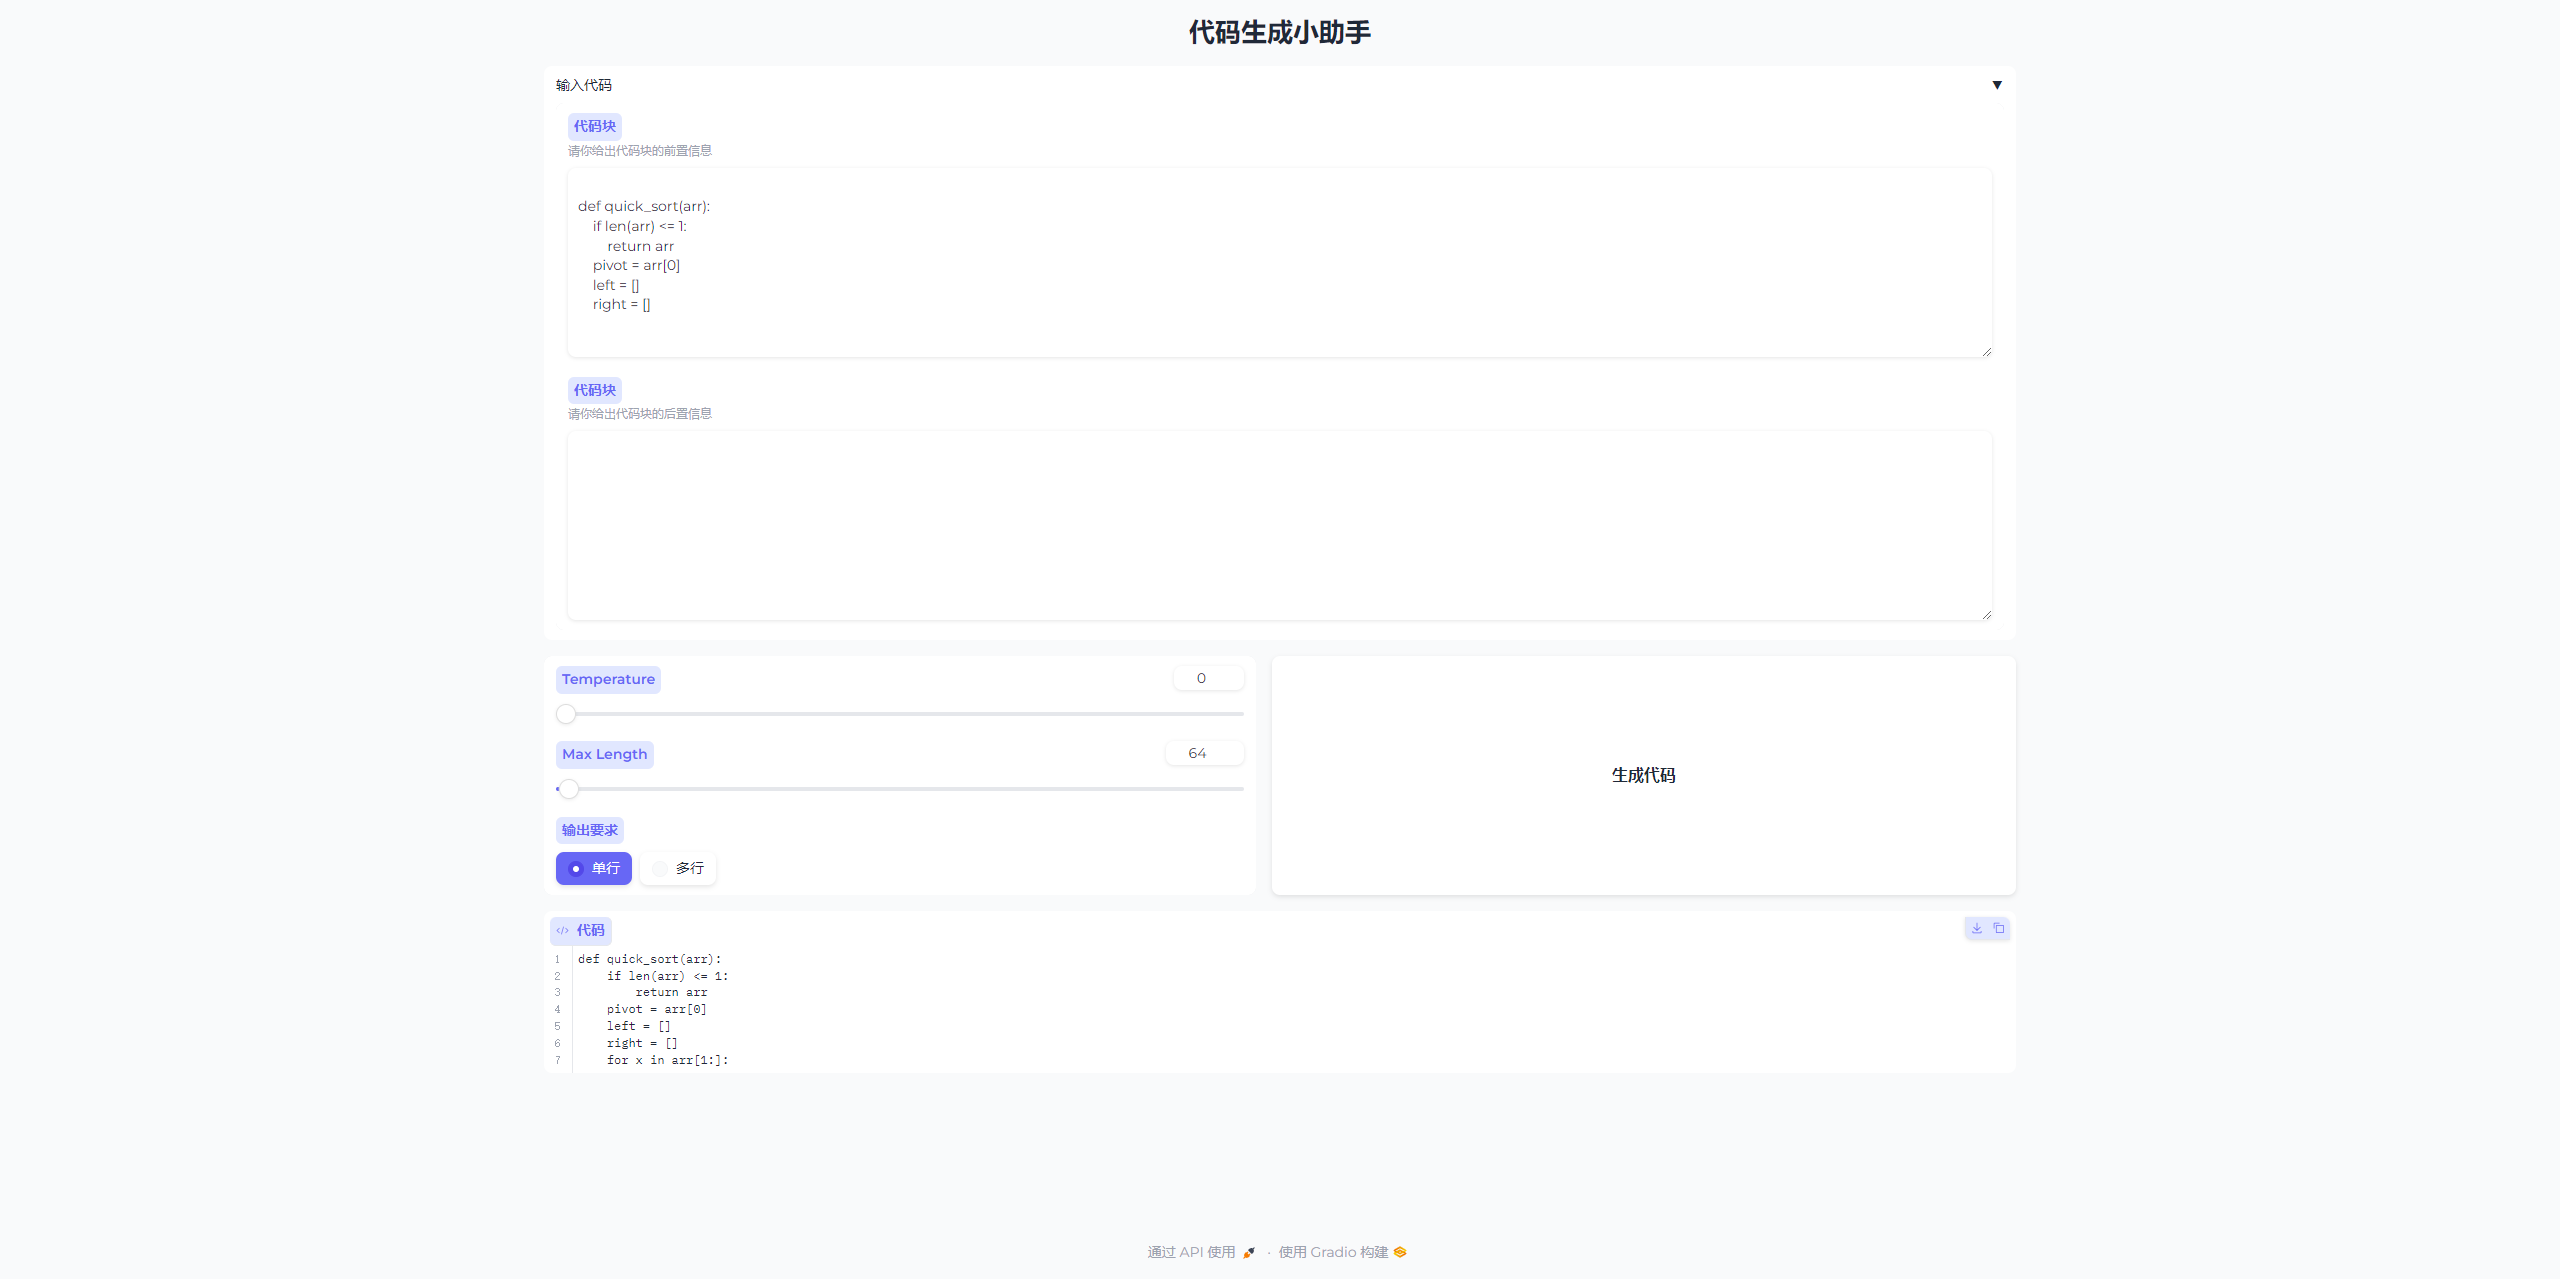 代码生成小助手
输入代码
▼
代码块
请你给出代码块的前置信息
def quick_sort(arr):
    if len(arr) <= 1:
        return arr
    pivot = arr[0]
    left = []
    right = []
代码块
请你给出代码块的后置信息
Temperature
0
Max Length
64
输出要求
单行 多行
生成代码
</> 代码
1 def quick_sort(arr):
2     if len(arr) <= 1:
3         return arr
4     pivot = arr[0]
5     left = []
6     right = []
7     for x in arr[1:]:
通过 API 使用 · 使用 Gradio 构建